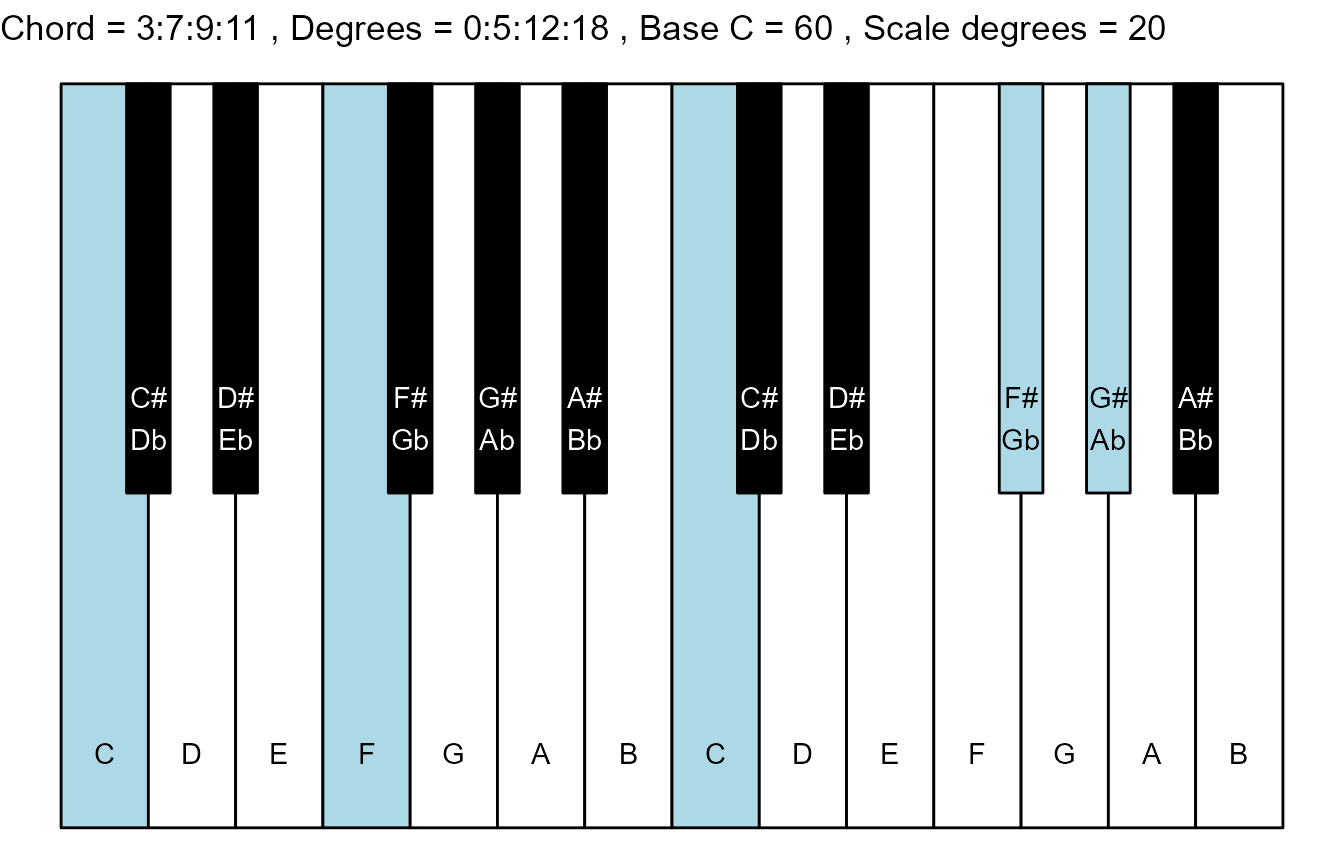 Chord = 3:7:9:11 , Degrees = 0:5:12:18 , Base C = 60 , Scale degrees = 20
C# D# F# G# A# C# D# F# G# A#
Db Eb Gb Ab Bb Db Eb Gb Ab Bb
C D E F G A B C D E F G A B